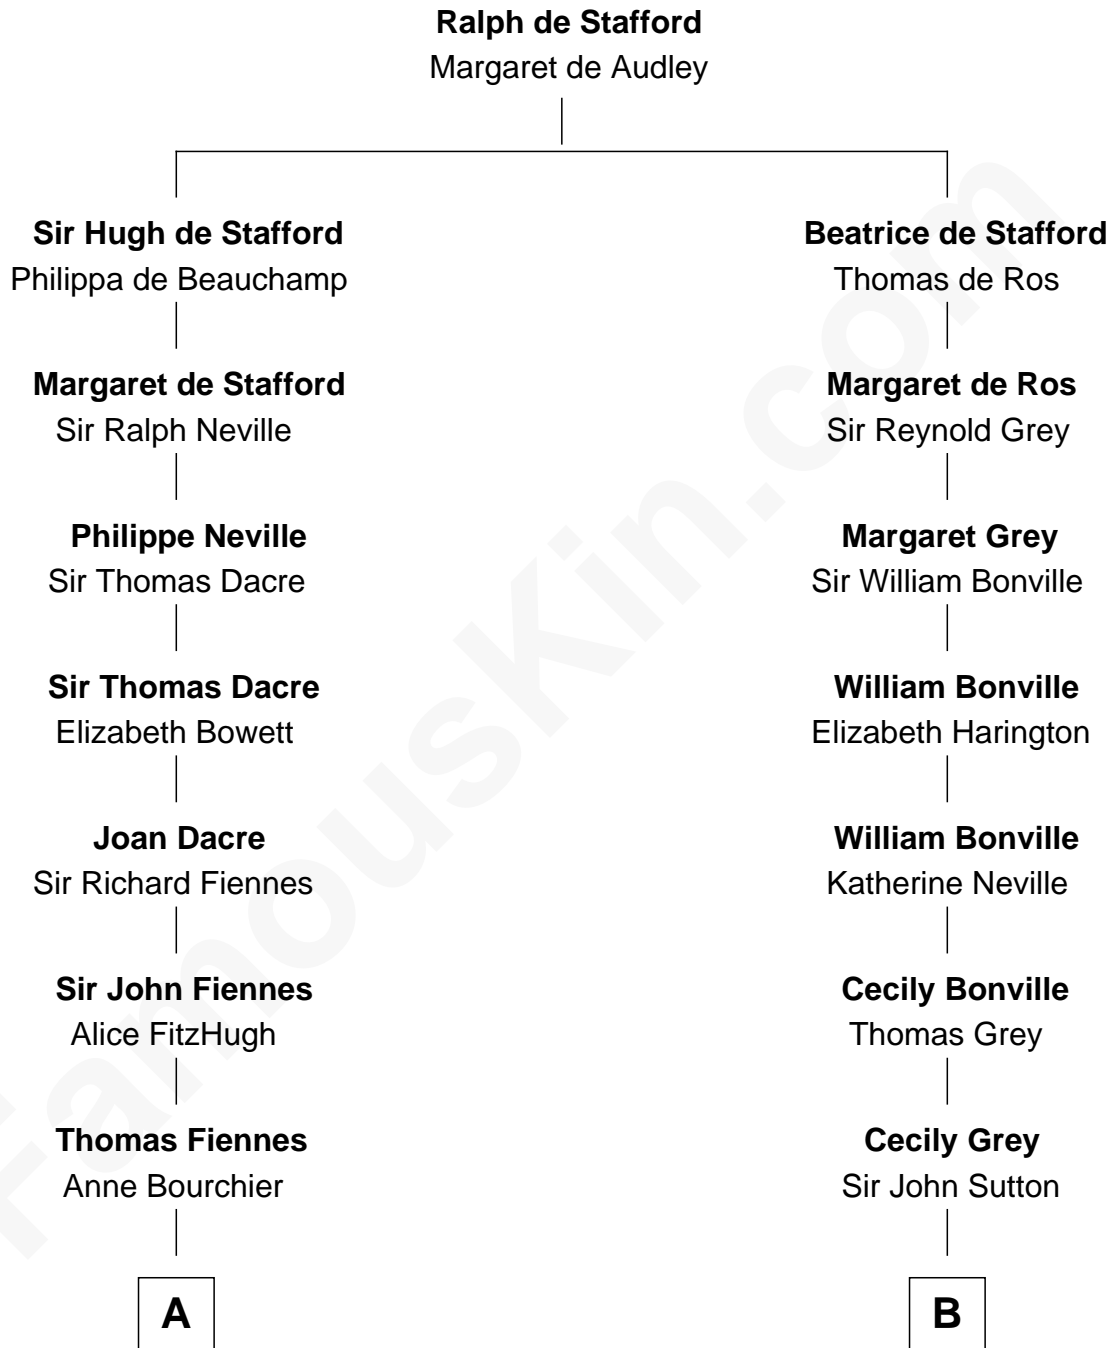 Ralph de Stafford
Margaret de Audley
Sir Hugh de Stafford
Philippa de Beauchamp
Beatrice de Stafford
Thomas de Ros
Margaret de Stafford
Sir Ralph Neville
Margaret de Ros
Sir Reynold Grey
Philippe Neville
Sir Thomas Dacre
Margaret Grey
Sir William Bonville
Sir Thomas Dacre
Elizabeth Bowett
William Bonville
Elizabeth Harington
Joan Dacre
Sir Richard Fiennes
William Bonville
Katherine Neville
Sir John Fiennes
Alice FitzHugh
Cecily Bonville
Thomas Grey
Thomas Fiennes
Anne Bourchier
Cecily Grey
Sir John Sutton
A
B
FamousKin.com